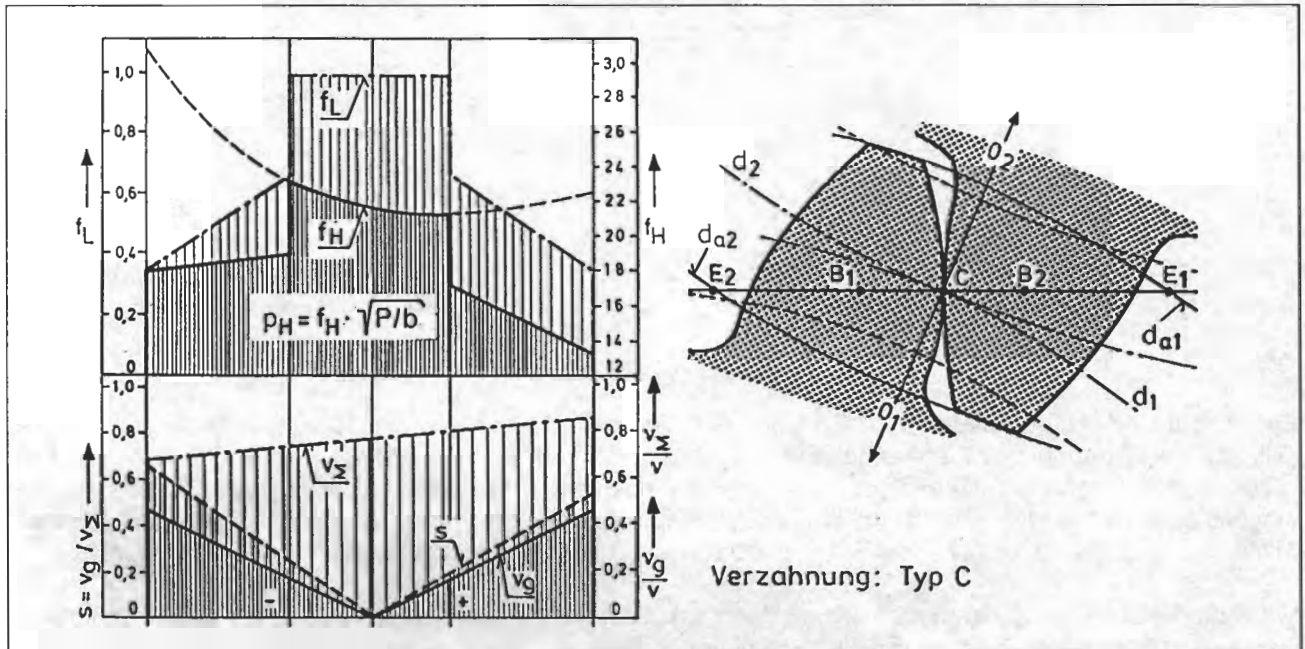 1,0
0,8
0,6
0,4
0,2
0
f_L
3,0
28
26
24
22
20
18
16
14
12
f_H
f_L
f_H
p_H = f_H · √P/b
1,0
0,8
0,6
0,4
0,2
0
s = v_g / v_Σ
1,0
0,8
0,6
0,4
0,2
0
v_Σ/v
v_g/v
v_Σ
s
v_g
-
+
O_2
d_2
d_a2
E_2
B_1
C
B_2
E_1
d_a1
d_1
O_1
Verzahnung: Typ C